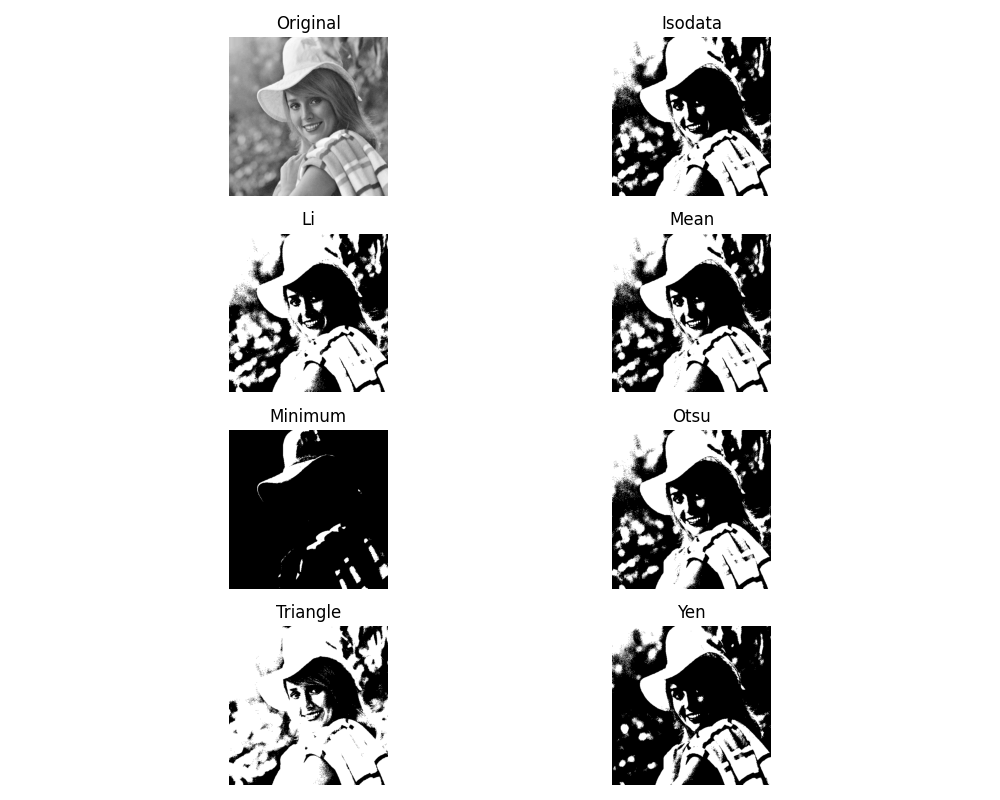 Original
Isodata
Li
Mean
Minimum
Otsu
Triangle
Yen